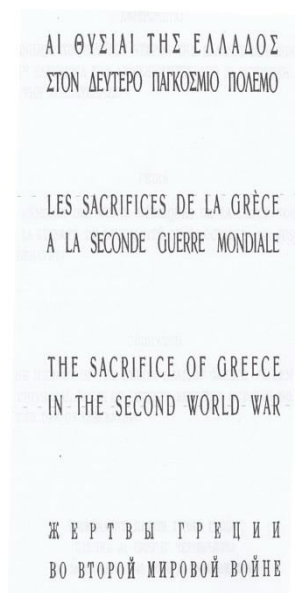 ΑΙ ΘΥΣΙΑΙ ΤΗΣ ΕΛΛΑΔΟΣ
ΣΤΟΝ ΔΕΥΤΕΡΟ ΠΑΓΚΟΣΜΙΟ ΠΟΛΕΜΟ
LES SACRIFICES DE LA GRÈCE
A LA SECONDE GUERRE MONDIALE
THE SACRIFICE OF GREECE
IN THE SECOND WORLD WAR
ЖЕРТВЫ ГРЕЦИИ
ВО ВТОРОЙ МИРОВОЙ ВОЙНЕ